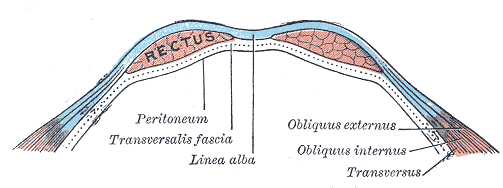 RECTUS
Peritoneum
Transversalis fascia
Linea alba
Obliquus externus
Obliquus internus
Transversus